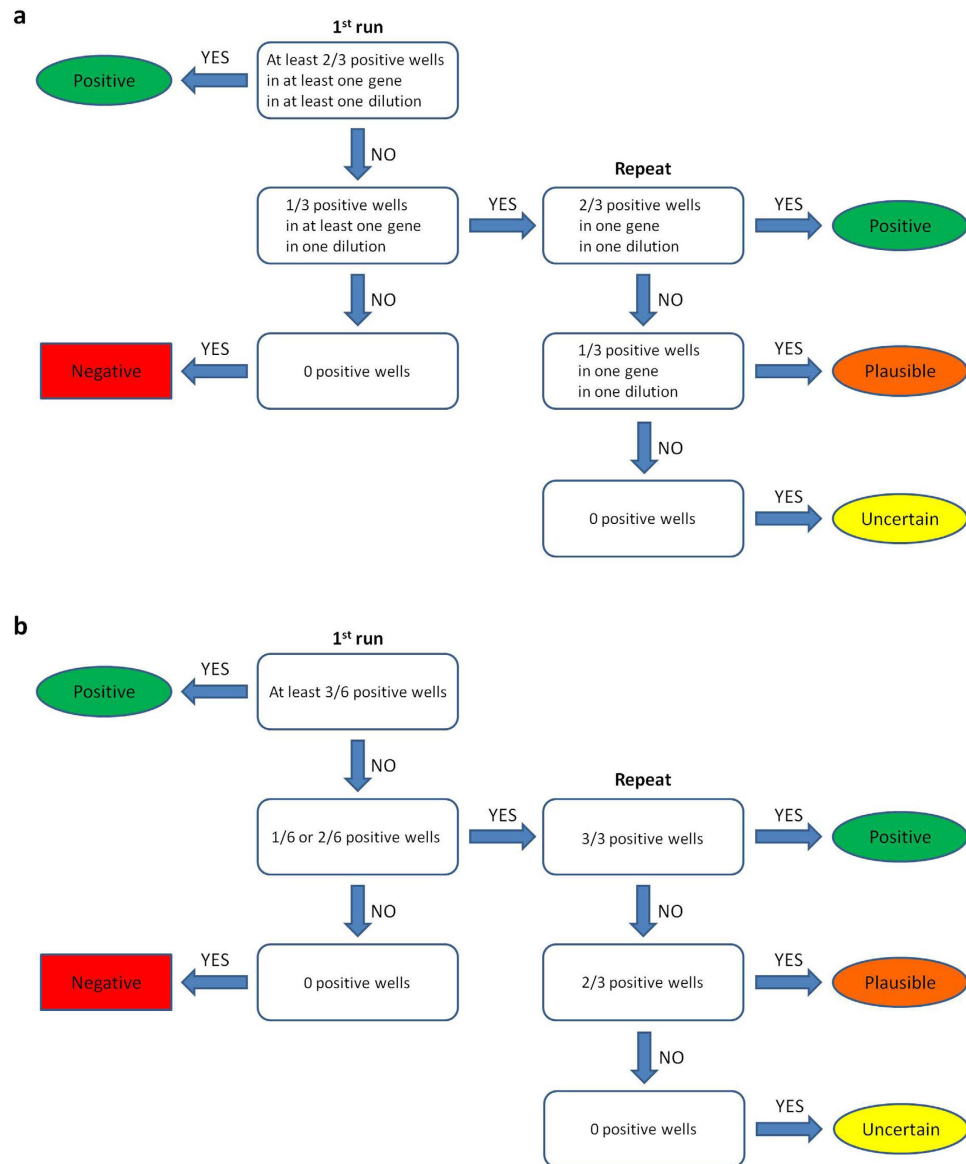 a
1st run
At least 2/3 positive wells
in at least one gene
in at least one dilution
YES
Positive
NO
1/3 positive wells
in at least one gene
in one dilution
YES
Repeat
2/3 positive wells
in one gene
in one dilution
YES
Positive
NO
NO
0 positive wells
YES
Negative
1/3 positive wells
in one gene
in one dilution
YES
Plausible
NO
0 positive wells
YES
Uncertain
b
1st run
At least 3/6 positive wells
YES
Positive
NO
1/6 or 2/6 positive wells
YES
Repeat
3/3 positive wells
YES
Positive
NO
NO
0 positive wells
YES
Negative
2/3 positive wells
YES
Plausible
NO
0 positive wells
YES
Uncertain